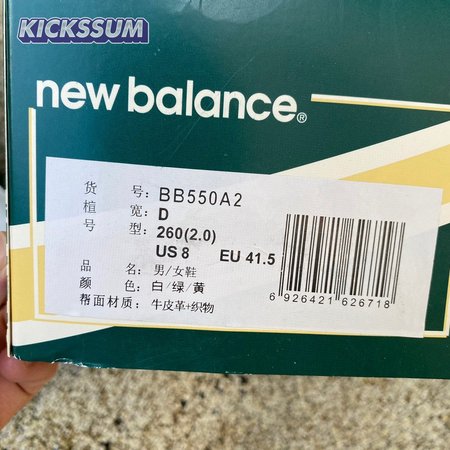 KICKSSUM
new balance®
货 号: BB550A2
楦 宽: D
号 型: 260(2.0)
US 8 EU 41.5
品 名: 男/女鞋
颜 色: 白/绿/黄
帮面材质: 牛皮革+织物
6 926421 626718